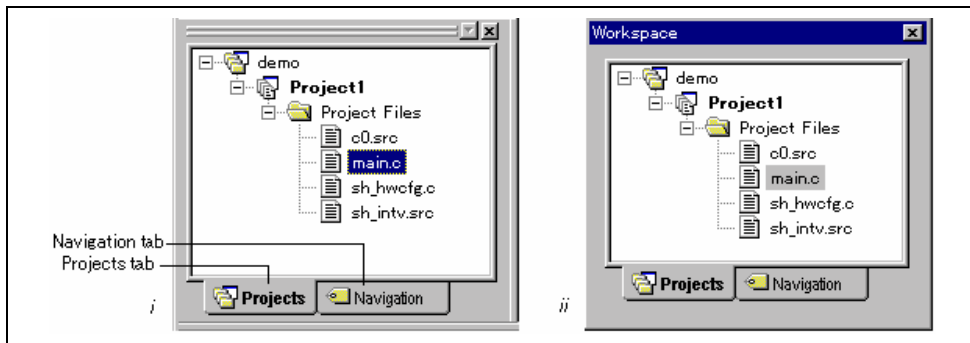 demo
Project1
Project Files
c0.src
main.c
sh_hwcfg.c
sh_intv.src
Navigation tab
Projects tab
Projects
Navigation
i
Workspace
demo
Project1
Project Files
c0.src
main.c
sh_hwcfg.c
sh_intv.src
Projects
Navigation
ii